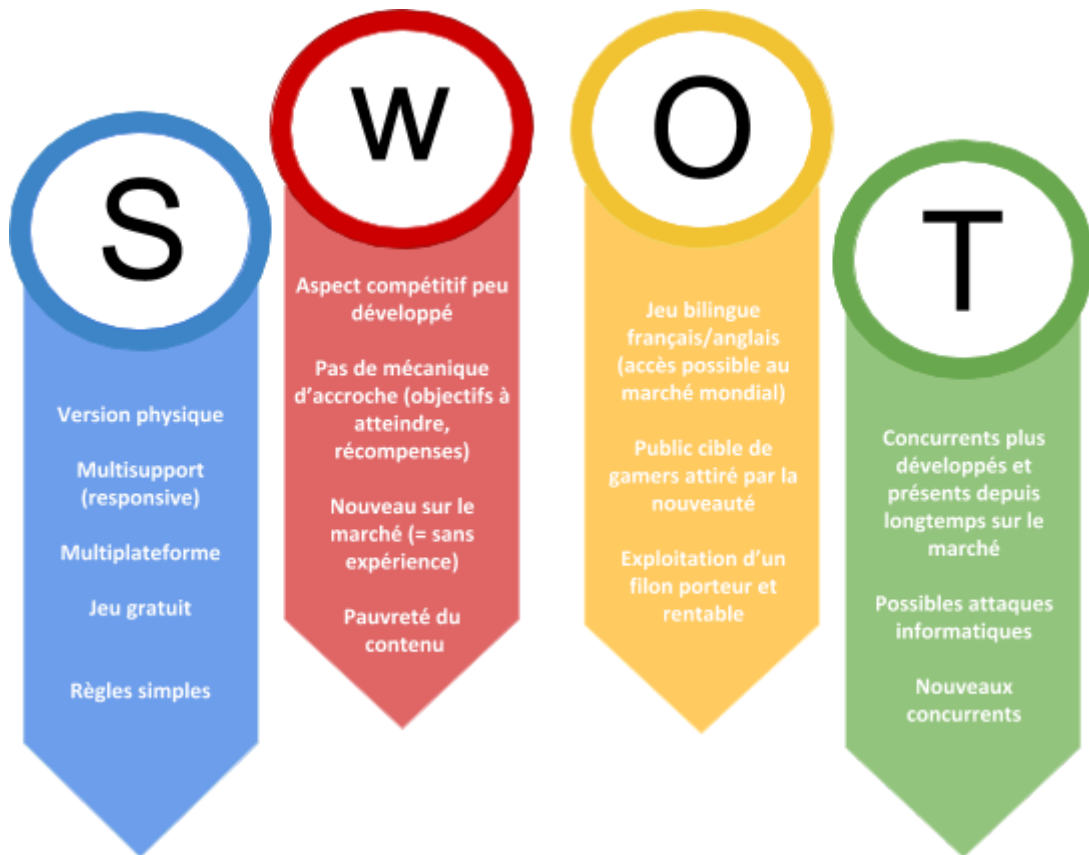 S
Version physique
Multisupport
(responsive)
Multiplateforme
Jeu gratuit
Règles simples
W
Aspect compétitif peu
développé
Pas de mécanique
d’accroche (objectifs à
atteindre,
récompenses)
Nouveau sur le
marché (= sans
expérience)
Pauvreté du
contenu
O
Jeu bilingue
français/anglais
(accès possible au
marché mondial)
Public cible de
gamers attiré par la
nouveauté
Exploitation d’un
filon porteur et
rentable
T
Concurrents plus
développés et
présents depuis
longtemps sur le
marché
Possibles attaques
informatiques
Nouveaux
concurrents